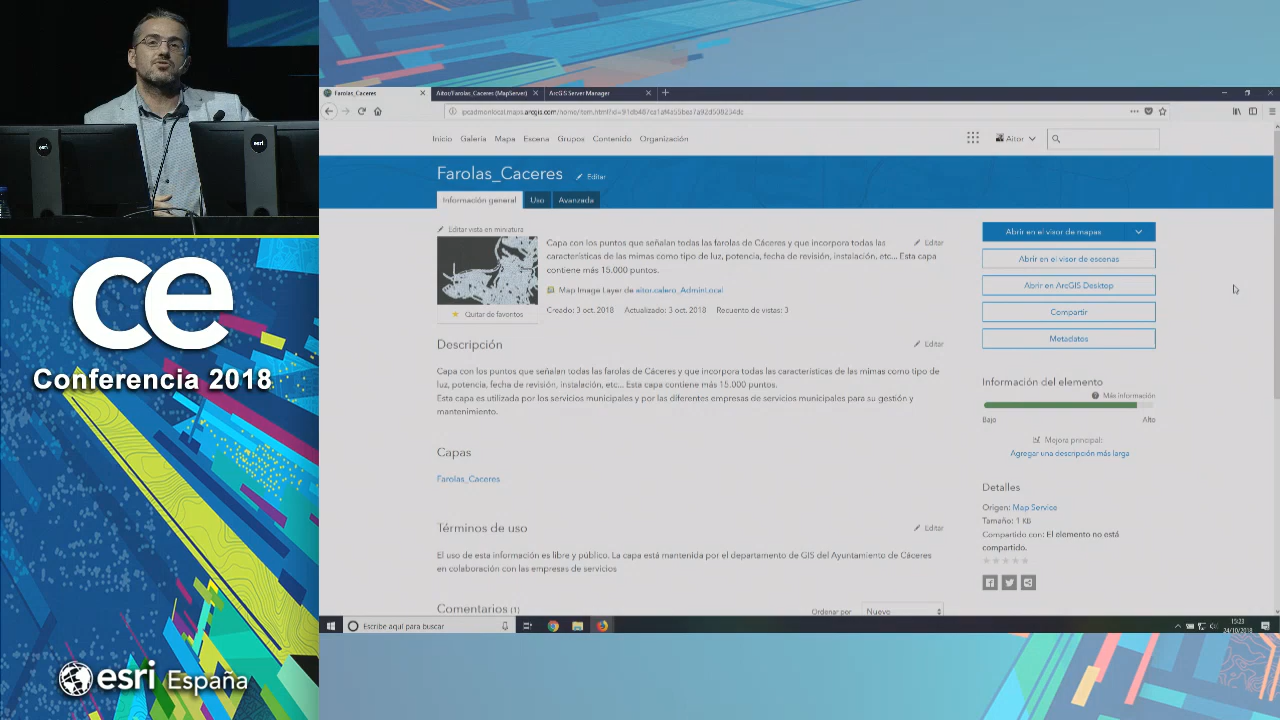 esri
esri
ce
Conferencia 2018
esri España
Farolas_Caceres
Aitor/Farolas_Caceres (MapServer)
ArcGIS Server Manager
Inicio Galería Mapa Escena Grupos Contenido Organización
Aitor
Farolas_Caceres Editar
Información general Uso Avanzada
Editar vista en miniatura
Quitar de favoritos
Capa con los puntos que señalan todas las farolas de Cáceres y que incorpora todas las
características de las mimas como tipo de luz, potencia, fecha de revisión, instalación, etc... Esta capa
contiene más 15.000 puntos.
Editar
Map Image Layer de aitor.calero_AdminLocal
Creado: 3 oct. 2018 Actualizado: 3 oct. 2018 Recuento de vistas: 3
Descripción Editar
Capa con los puntos que señalan todas las farolas de Cáceres y que incorpora todas las características de las mimas como tipo de
luz, potencia, fecha de revisión, instalación, etc... Esta capa contiene más 15.000 puntos.
Esta capa es utilizada por los servicios municipales y por las diferentes empresas de servicios municipales para su gestión y
mantenimiento.
Capas
Farolas_Caceres
Términos de uso Editar
El uso de esta información es libre y público. La capa está mantenida por el departamento de GIS del Ayuntamiento de Cáceres
en colaboración con las empresas de servicios
Comentarios (1) Ordenar por Nuevo
Abrir en el visor de mapas
Abrir en el visor de escenas
Abrir en ArcGIS Desktop
Compartir
Metadatos
Información del elemento
Más información
Bajo Alto
Mejora principal:
Agregar una descripción más larga
Detalles
Origen: Map Service
Tamaño: 1 KB
Compartido con: El elemento no está
compartido.
Escribe aquí para buscar
15:23
24/10/2018